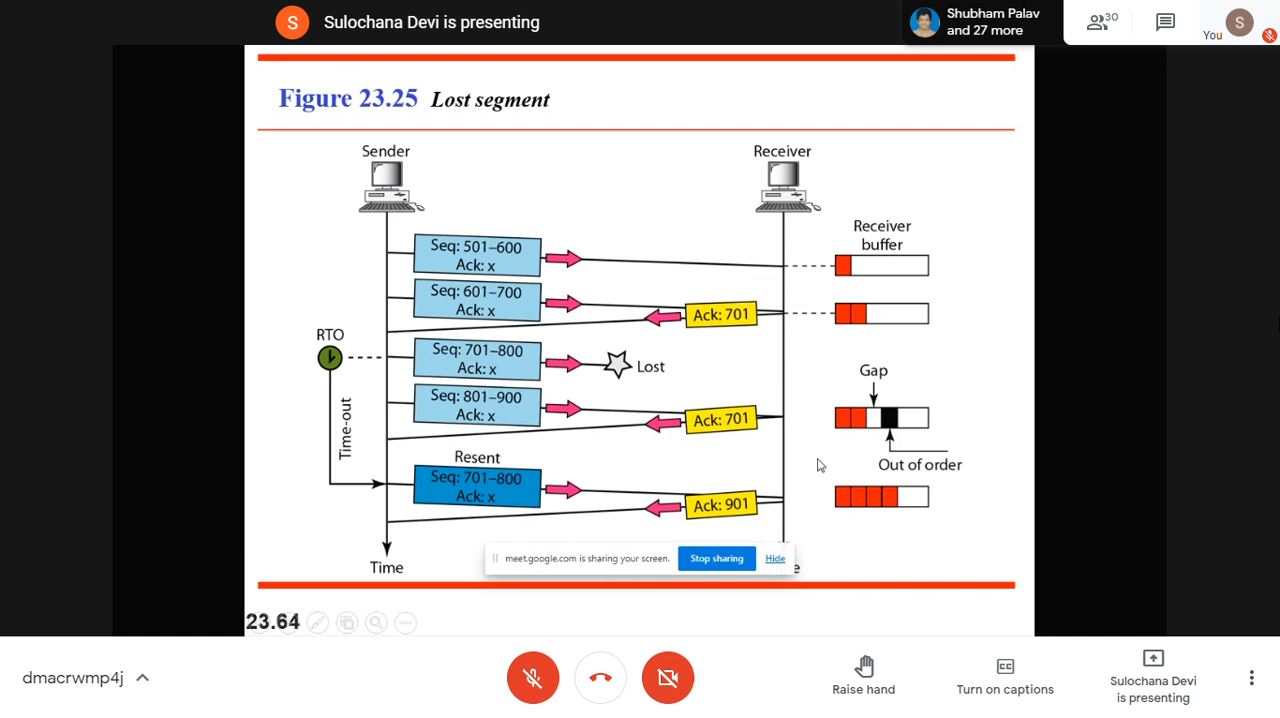 S
Sulochana Devi is presenting
Shubham Palav
and 27 more
30
You
S
Figure 23.25 Lost segment
Sender
Receiver
Receiver
buffer
Seq: 501–600
Ack: x
Seq: 601–700
Ack: x
Ack: 701
RTO
Seq: 701–800
Ack: x
Lost
Gap
Seq: 801–900
Ack: x
Ack: 701
Time-out
Out of order
Resent
Seq: 701–800
Ack: x
Ack: 901
meet.google.com is sharing your screen.
Stop sharing
Hide
Time
e
23.64
dmacrwmp4j
Raise hand
CC
Turn on captions
Sulochana Devi
is presenting